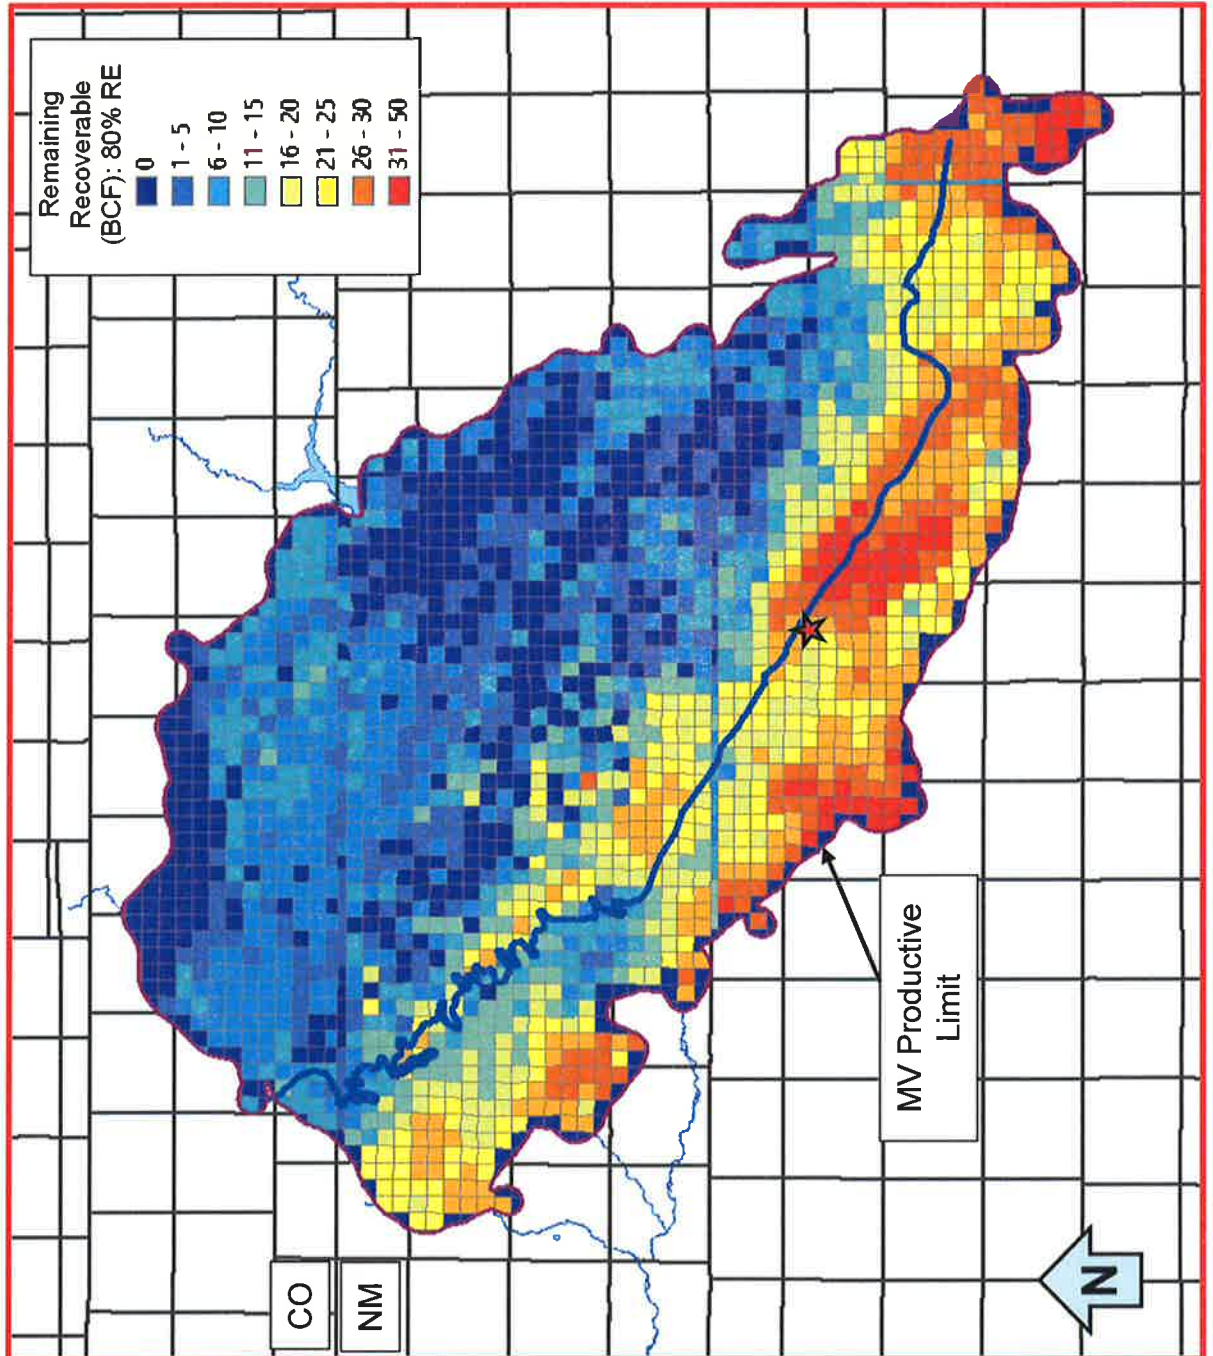 Remaining
Recoverable
(BCF): 80% RE
0
1 - 5
6 - 10
11 - 15
16 - 20
21 - 25
26 - 30
31 - 50
CO
NM
MV Productive
Limit
N